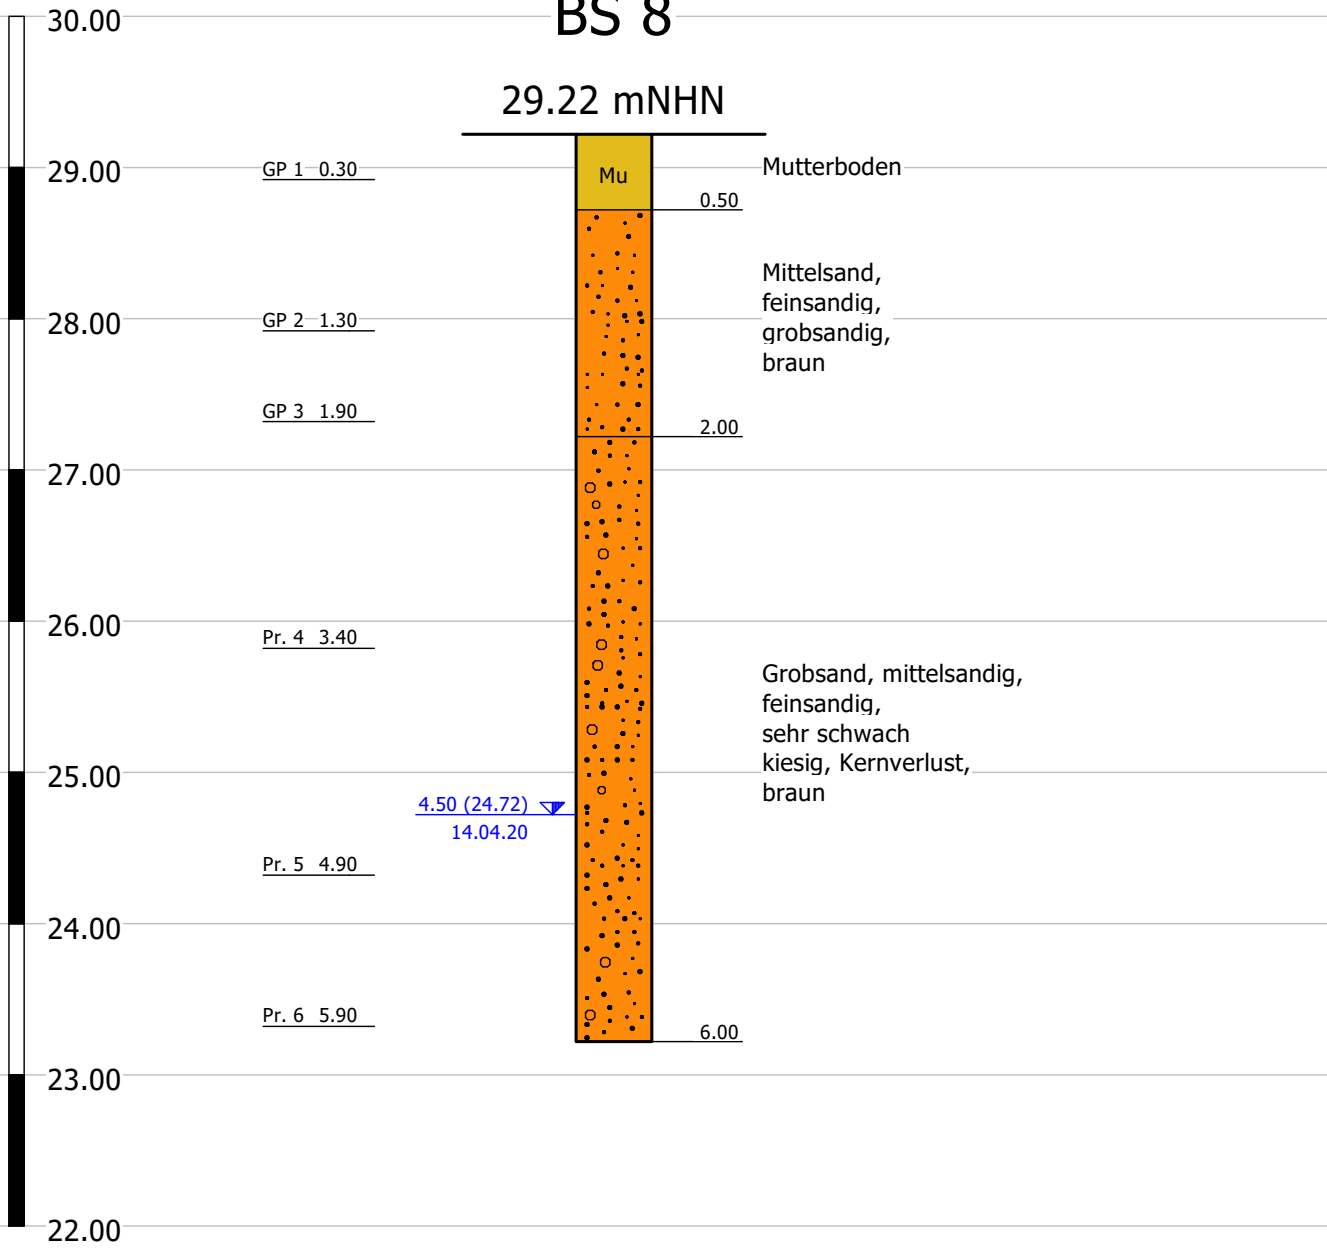 BS 8
29.22 mNHN
30.00
29.00
28.00
27.00
26.00
25.00
24.00
23.00
22.00
GP 1 0.30
GP 2 1.30
GP 3 1.90
Pr. 4 3.40
Pr. 5 4.90
Pr. 6 5.90
4.50 (24.72)
14.04.20
Mu
0.50
2.00
6.00
Mutterboden
Mittelsand,
feinsandig,
grobsandig,
braun
Grobsand, mittelsandig,
feinsandig,
sehr schwach
kiesig, Kernverlust,
braun